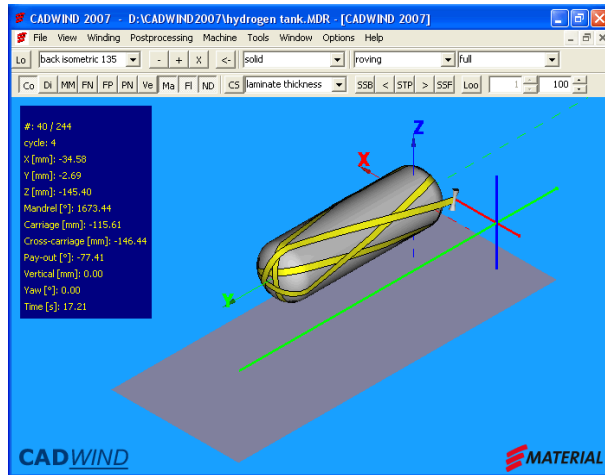 CADWIND 2007 - D:\CADWIND2007\hydrogen tank.MDR - [CADWIND 2007]
File View Winding Postprocessing Machine Tools Window Options Help
Lo back isometric 135 - + X <- solid roving full
Co Di MM FN FP PN Ve Ma Fl ND CS laminate thickness SSB < STP > SSF Loo 1 100
#: 40 / 244
cycle: 4
X [mm]: -34.58
Y [mm]: -2.69
Z [mm]: -145.40
Mandrel [°]: 1673.44
Carriage [mm]: -115.61
Cross-carriage [mm]: -146.44
Pay-out [°]: -77.41
Vertical [mm]: 0.00
Yaw [°]: 0.00
Time [s]: 17.21
Z
X
Y
CADWIND
MATERIAL